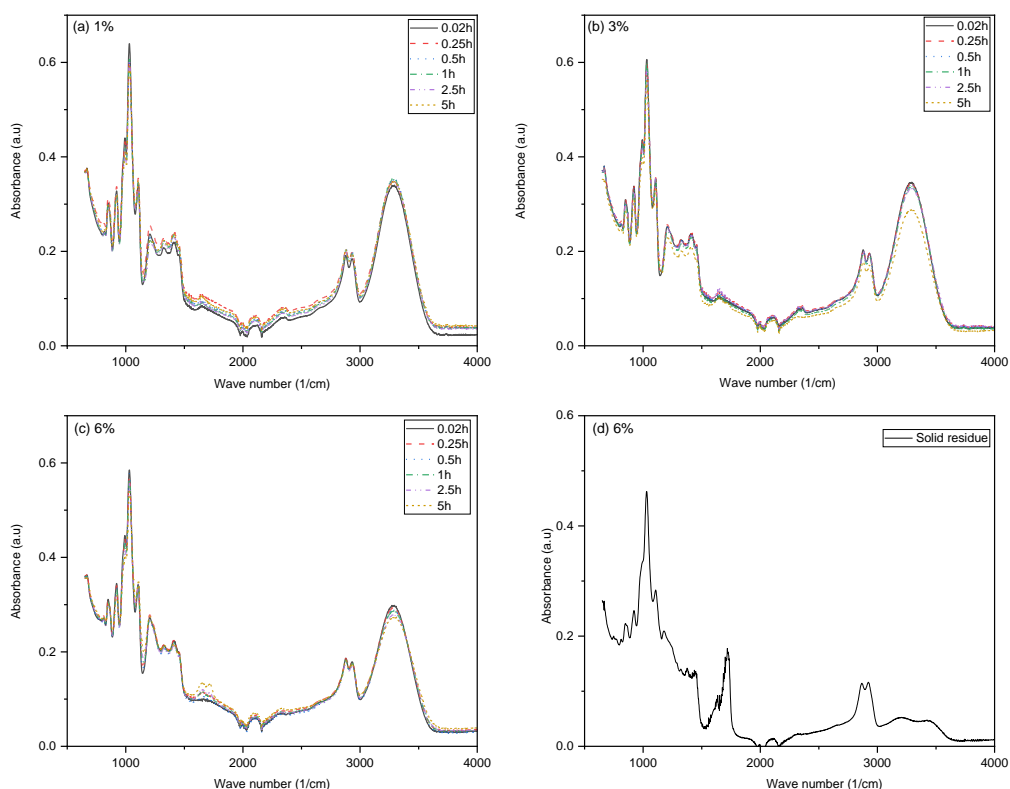 (a) 1%
0.02h
0.25h
0.5h
1h
2.5h
5h
0.6
0.4
0.2
0.0
Absorbance (a.u)
1000 2000 3000 4000
Wave number (1/cm)
(b) 3%
0.02h
0.25h
0.5h
1h
2.5h
5h
0.6
0.4
0.2
0.0
Absorbance (a.u)
1000 2000 3000 4000
Wave number (1/cm)
(c) 6%
0.02h
0.25h
0.5h
1h
2.5h
5h
0.6
0.4
0.2
0.0
Absorbance (a.u)
1000 2000 3000 4000
Wave number (1/cm)
(d) 6%
Solid residue
0.6
0.4
0.2
0.0
Absorbance (a.u)
1000 2000 3000 4000
Wave number (1/cm)